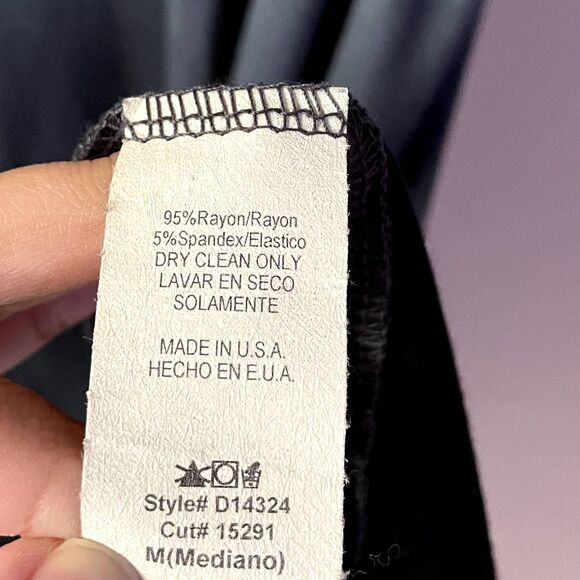 95%Rayon/Rayon
5%Spandex/Elastico
DRY CLEAN ONLY
LAVAR EN SECO
SOLAMENTE
MADE IN U.S.A.
HECHO EN E.U.A.
Style# D14324
Cut# 15291
M(Mediano)